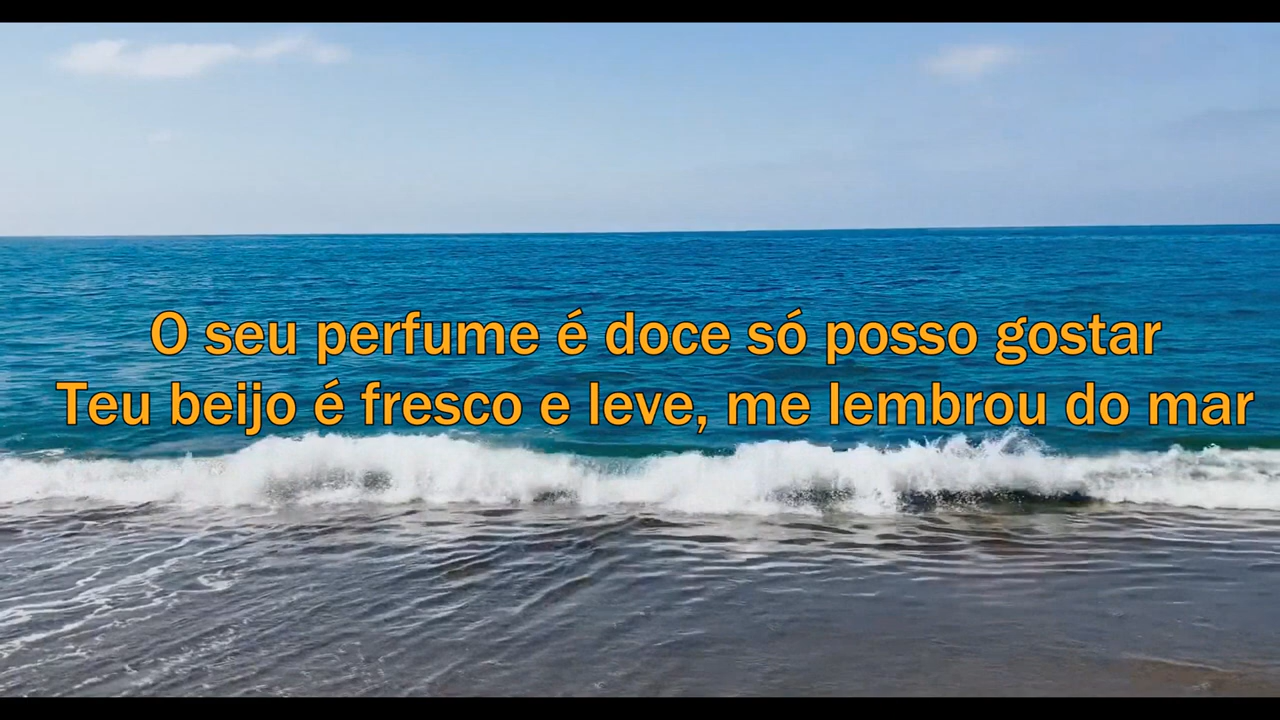 O seu perfume é doce só posso gostar
Teu beijo é fresco e leve, me lembrou do mar